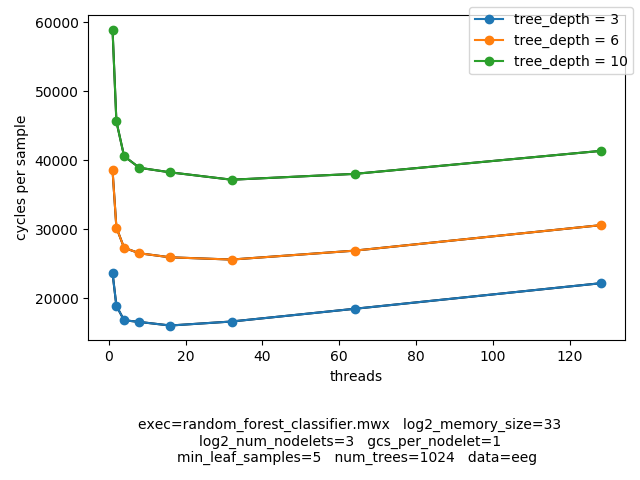 tree_depth = 3
tree_depth = 6
tree_depth = 10
60000
50000
40000
30000
20000
cycles per sample
0 20 40 60 80 100 120
threads
exec=random_forest_classifier.mwx log2_memory_size=33
log2_num_nodelets=3 gcs_per_nodelet=1
min_leaf_samples=5 num_trees=1024 data=eeg